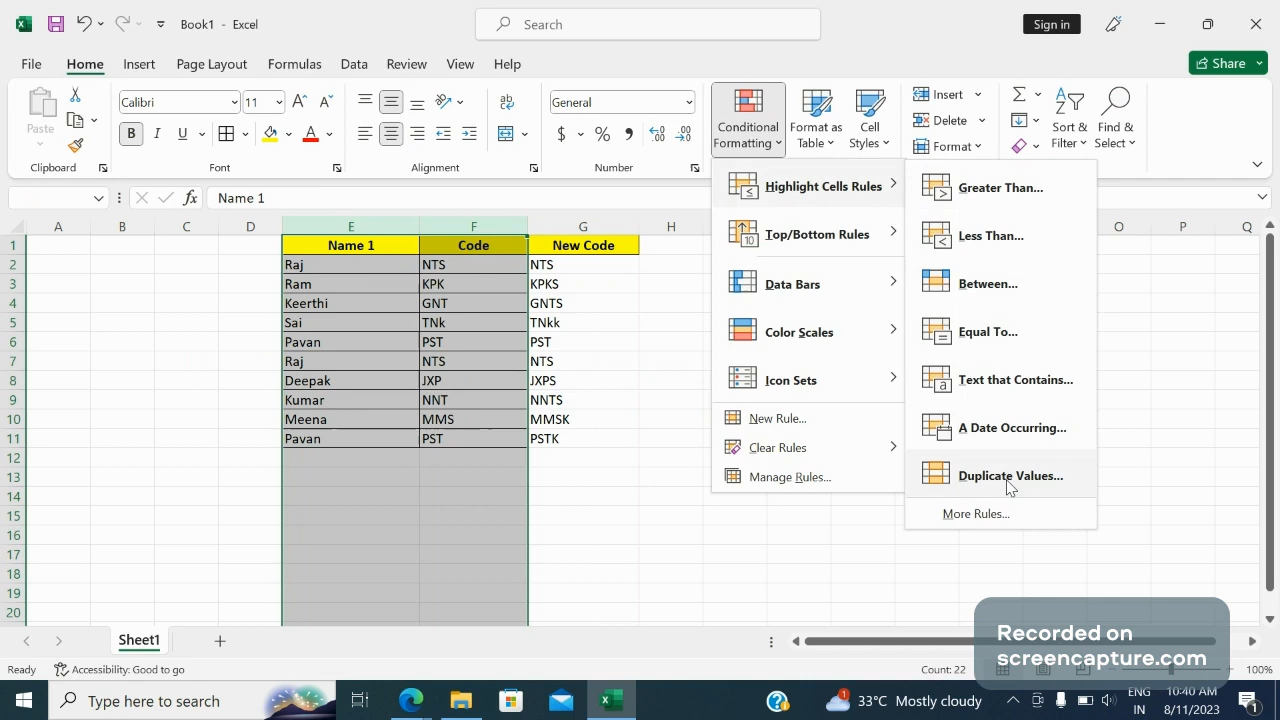 Book1 - Excel
Search
Sign in
File Home Insert Page Layout Formulas Data Review View Help
Share
Paste
Clipboard
Calibri 11
B I U
Font
Alignment
General
$ % 9
Number
Conditional Formatting
Format as Table
Cell Styles
Insert
Delete
Format
Sort & Filter
Find & Select
fx Name 1
Highlight Cells Rules
Top/Bottom Rules
Data Bars
Color Scales
Icon Sets
New Rule...
Clear Rules
Manage Rules...
Greater Than...
Less Than...
Between...
Equal To...
Text that Contains...
A Date Occurring...
Duplicate Values...
More Rules...
A B C D E F G H O P Q
1 Name 1 Code New Code
2 Raj NTS NTS
3 Ram KPK KPKS
4 Keerthi GNT GNTS
5 Sai TNk TNkk
6 Pavan PST PST
7 Raj NTS NTS
8 Deepak JXP JXPS
9 Kumar NNT NNTS
10 Meena MMS MMSK
11 Pavan PST PSTK
12
13
14
15
16
17
18
19
20
Sheet1
Recorded on
screencapture.com
Ready Accessibility: Good to go Count: 22 100%
Type here to search
33°C Mostly cloudy
ENG
IN
10:40 AM
8/11/2023